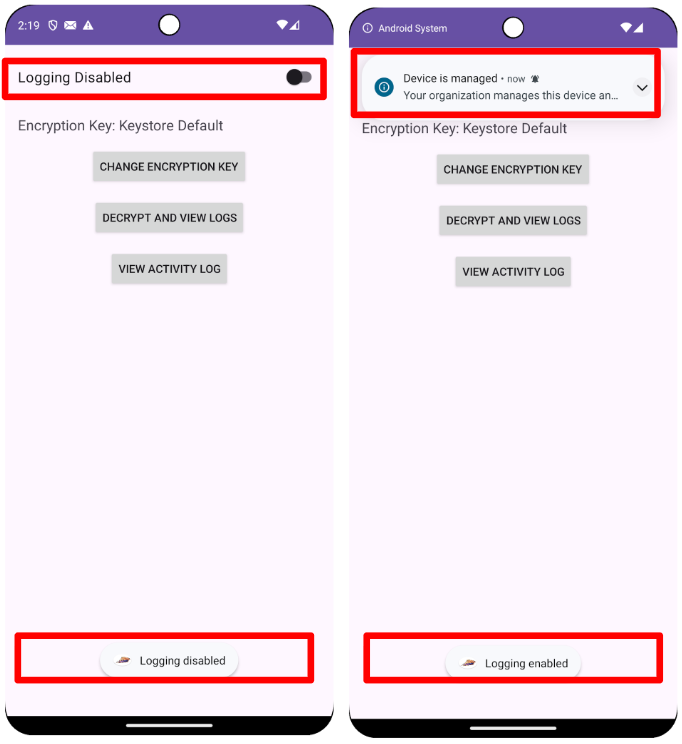 2:19
Logging Disabled
Encryption Key: Keystore Default
CHANGE ENCRYPTION KEY
DECRYPT AND VIEW LOGS
VIEW ACTIVITY LOG
Logging disabled
Android System
Device is managed • now
Your organization manages this device an...
Encryption Key: Keystore Default
CHANGE ENCRYPTION KEY
DECRYPT AND VIEW LOGS
VIEW ACTIVITY LOG
Logging enabled